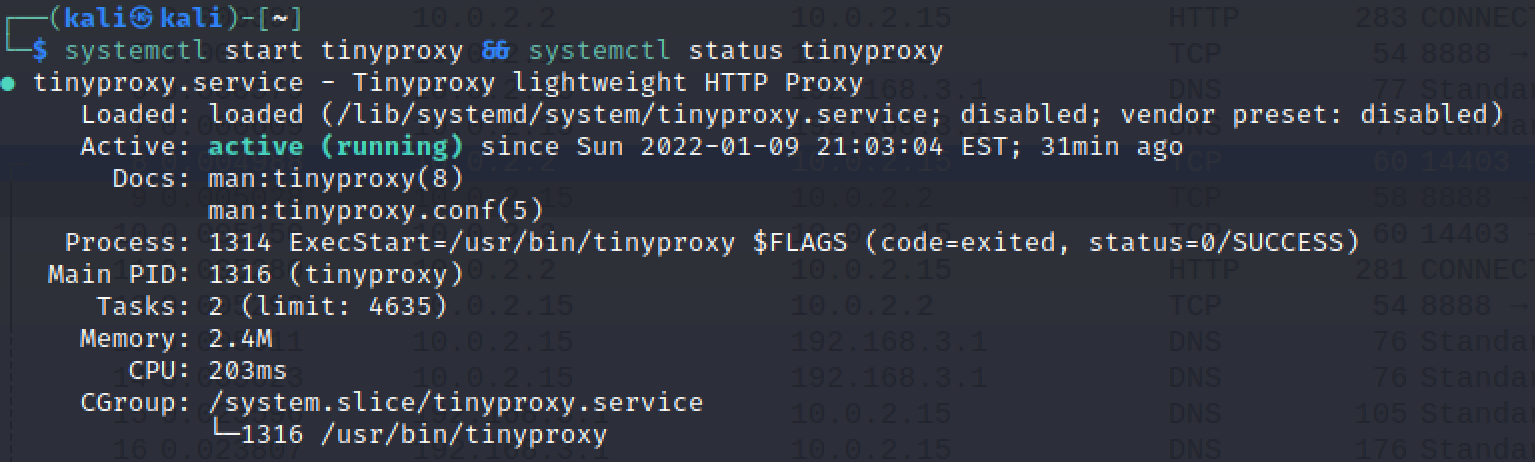 ┌──(kali㉿kali)-[~]
└─$ systemctl start tinyproxy && systemctl status tinyproxy
● tinyproxy.service - Tinyproxy lightweight HTTP Proxy
Loaded: loaded (/lib/systemd/system/tinyproxy.service; disabled; vendor preset: disabled)
Active: active (running) since Sun 2022-01-09 21:03:04 EST; 31min ago
Docs: man:tinyproxy(8)
man:tinyproxy.conf(5)
Process: 1314 ExecStart=/usr/bin/tinyproxy $FLAGS (code=exited, status=0/SUCCESS)
Main PID: 1316 (tinyproxy)
Tasks: 2 (limit: 4635)
Memory: 2.4M
CPU: 203ms
CGroup: /system.slice/tinyproxy.service
└─1316 /usr/bin/tinyproxy